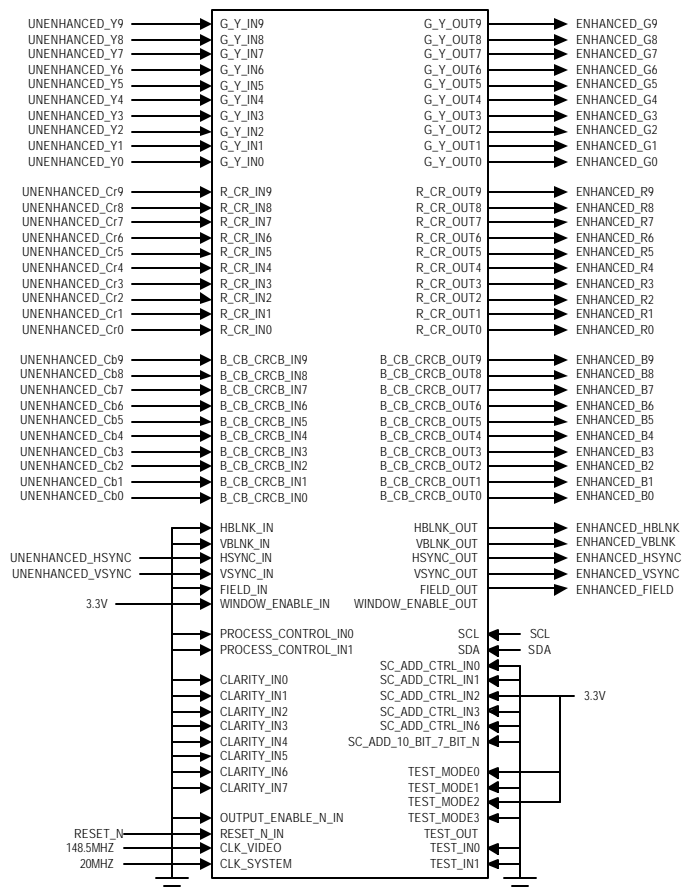 UNENHANCED_Y9 G_Y_IN9 G_Y_OUT9 ENHANCED_G9
UNENHANCED_Y8 G_Y_IN8 G_Y_OUT8 ENHANCED_G8
UNENHANCED_Y7 G_Y_IN7 G_Y_OUT7 ENHANCED_G7
UNENHANCED_Y6 G_Y_IN6 G_Y_OUT6 ENHANCED_G6
UNENHANCED_Y5 G_Y_IN5 G_Y_OUT5 ENHANCED_G5
UNENHANCED_Y4 G_Y_IN4 G_Y_OUT4 ENHANCED_G4
UNENHANCED_Y3 G_Y_IN3 G_Y_OUT3 ENHANCED_G3
UNENHANCED_Y2 G_Y_IN2 G_Y_OUT2 ENHANCED_G2
UNENHANCED_Y1 G_Y_IN1 G_Y_OUT1 ENHANCED_G1
UNENHANCED_Y0 G_Y_IN0 G_Y_OUT0 ENHANCED_G0
UNENHANCED_Cr9 R_CR_IN9 R_CR_OUT9 ENHANCED_R9
UNENHANCED_Cr8 R_CR_IN8 R_CR_OUT8 ENHANCED_R8
UNENHANCED_Cr7 R_CR_IN7 R_CR_OUT7 ENHANCED_R7
UNENHANCED_Cr6 R_CR_IN6 R_CR_OUT6 ENHANCED_R6
UNENHANCED_Cr5 R_CR_IN5 R_CR_OUT5 ENHANCED_R5
UNENHANCED_Cr4 R_CR_IN4 R_CR_OUT4 ENHANCED_R4
UNENHANCED_Cr3 R_CR_IN3 R_CR_OUT3 ENHANCED_R3
UNENHANCED_Cr2 R_CR_IN2 R_CR_OUT2 ENHANCED_R2
UNENHANCED_Cr1 R_CR_IN1 R_CR_OUT1 ENHANCED_R1
UNENHANCED_Cr0 R_CR_IN0 R_CR_OUT0 ENHANCED_R0
UNENHANCED_Cb9 B_CB_CRCB_IN9 B_CB_CRCB_OUT9 ENHANCED_B9
UNENHANCED_Cb8 B_CB_CRCB_IN8 B_CB_CRCB_OUT8 ENHANCED_B8
UNENHANCED_Cb7 B_CB_CRCB_IN7 B_CB_CRCB_OUT7 ENHANCED_B7
UNENHANCED_Cb6 B_CB_CRCB_IN6 B_CB_CRCB_OUT6 ENHANCED_B6
UNENHANCED_Cb5 B_CB_CRCB_IN5 B_CB_CRCB_OUT5 ENHANCED_B5
UNENHANCED_Cb4 B_CB_CRCB_IN4 B_CB_CRCB_OUT4 ENHANCED_B4
UNENHANCED_Cb3 B_CB_CRCB_IN3 B_CB_CRCB_OUT3 ENHANCED_B3
UNENHANCED_Cb2 B_CB_CRCB_IN2 B_CB_CRCB_OUT2 ENHANCED_B2
UNENHANCED_Cb1 B_CB_CRCB_IN1 B_CB_CRCB_OUT1 ENHANCED_B1
UNENHANCED_Cb0 B_CB_CRCB_IN0 B_CB_CRCB_OUT0 ENHANCED_B0
HBLNK_IN HBLNK_OUT ENHANCED_HBLNK
VBLNK_IN VBLNK_OUT ENHANCED_VBLNK
UNENHANCED_HSYNC HSYNC_IN HSYNC_OUT ENHANCED_HSYNC
UNENHANCED_VSYNC VSYNC_IN VSYNC_OUT ENHANCED_VSYNC
FIELD_IN FIELD_OUT ENHANCED_FIELD
3.3V WINDOW_ENABLE_IN WINDOW_ENABLE_OUT
PROCESS_CONTROL_IN0 SCL SCL
PROCESS_CONTROL_IN1 SDA SDA
SC_ADD_CTRL_IN0
CLARITY_IN0 SC_ADD_CTRL_IN1
CLARITY_IN1 SC_ADD_CTRL_IN2 3.3V
CLARITY_IN2 SC_ADD_CTRL_IN3
CLARITY_IN3 SC_ADD_CTRL_IN6
CLARITY_IN4 SC_ADD_10_BIT_7_BIT_N
CLARITY_IN5
CLARITY_IN6 TEST_MODE0
CLARITY_IN7 TEST_MODE1
TEST_MODE2
OUTPUT_ENABLE_N_IN TEST_MODE3
RESET_N RESET_N_IN TEST_OUT
148.5MHZ CLK_VIDEO TEST_IN0
20MHZ CLK_SYSTEM TEST_IN1